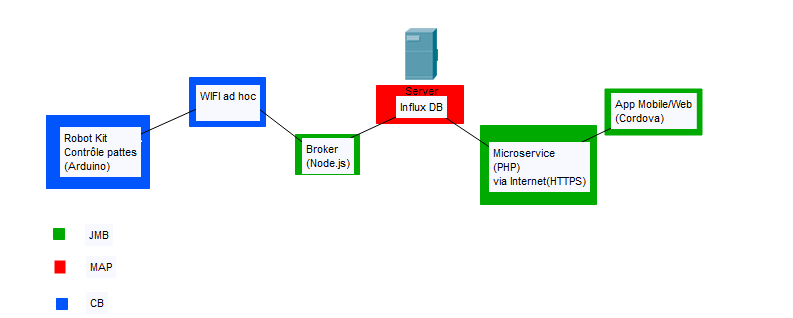 Server
Influx DB
WIFI ad hoc
App Mobile/Web
(Cordova)
Robot Kit
Contrôle pattes
(Arduino)
Broker
(Node.js)
Microservice
(PHP)
via Internet(HTTPS)
JMB
MAP
CB